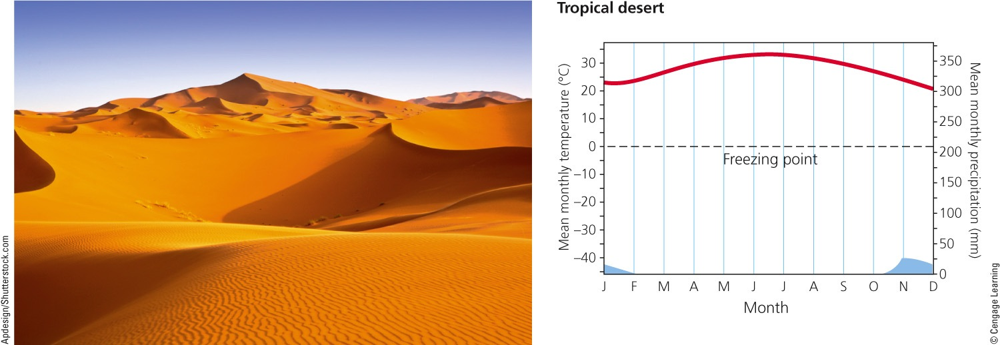 Apdesign/Shutterstock.com
Tropical desert
Mean monthly temperature (°C)
30
20
10
0
–10
–20
–30
–40
Freezing point
350
300
250
200
150
100
50
0
Mean monthly precipitation (mm)
J F M A M J J A S O N D
Month
© Cengage Learning